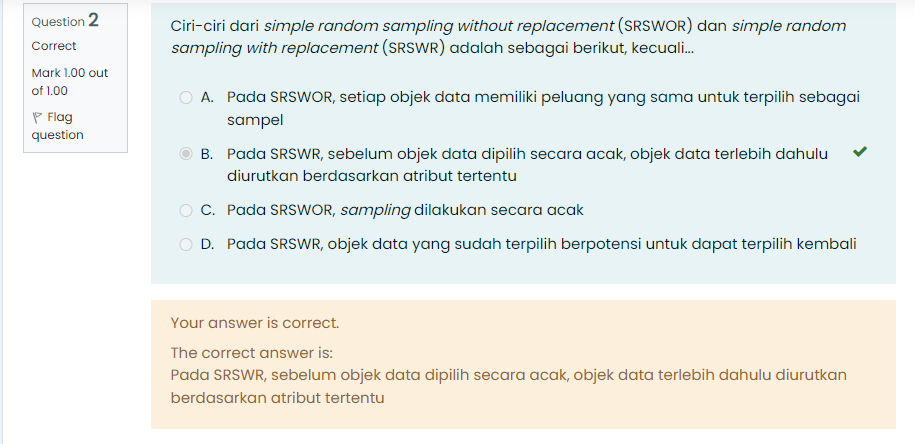 Question 2
Correct
Mark 1.00 out
of 1.00
Flag
question
Ciri-ciri dari simple random sampling without replacement (SRSWOR) dan simple random
sampling with replacement (SRSWR) adalah sebagai berikut, kecuali...
A. Pada SRSWOR, setiap objek data memiliki peluang yang sama untuk terpilih sebagai
sampel
B. Pada SRSWR, sebelum objek data dipilih secara acak, objek data terlebih dahulu
diurutkan berdasarkan atribut tertentu
C. Pada SRSWOR, sampling dilakukan secara acak
D. Pada SRSWR, objek data yang sudah terpilih berpotensi untuk dapat terpilih kembali
Your answer is correct.
The correct answer is:
Pada SRSWR, sebelum objek data dipilih secara acak, objek data terlebih dahulu diurutkan
berdasarkan atribut tertentu